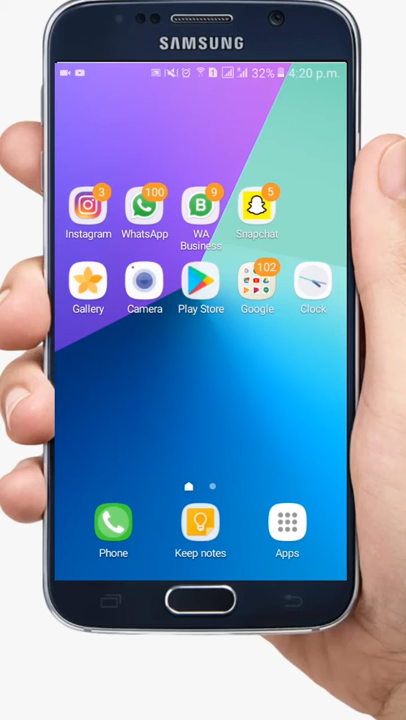 SAMSUNG
32% 4:20 p.m.
3 100 9 5
Instagram WhatsApp WA Business Snapchat
102
Gallery Camera Play Store Google Clock
Phone Keep notes Apps